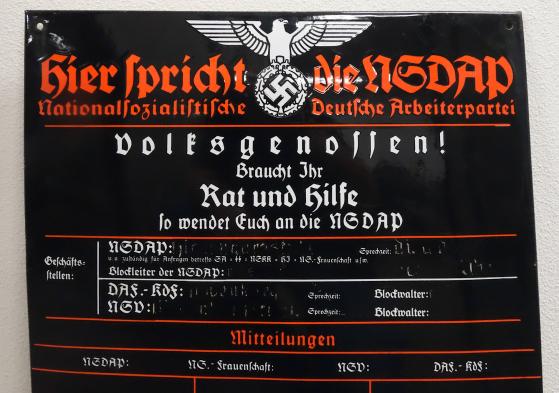 Hier spricht die NSDAP
Nationalsozialistische Deutsche Arbeiterpartei
Volksgenossen!
Braucht Ihr
Rat und Hilfe
so wendet Euch an die NSDAP
Geschäfts-
stellen:
NSDAP: Sprechzeit:
u.a. zuständig für Anfragen betreffs SA • SS • NSKK • HJ • NS.-Frauenschaft usw.
Blockleiter der NSDAP:
DAF.-KdF: Sprechzeit: Blockwalter:
NSV: Sprechzeit: Blockwalter:
Mitteilungen
NSDAP: NS.-Frauenschaft: NSV: DAF.-KdF: